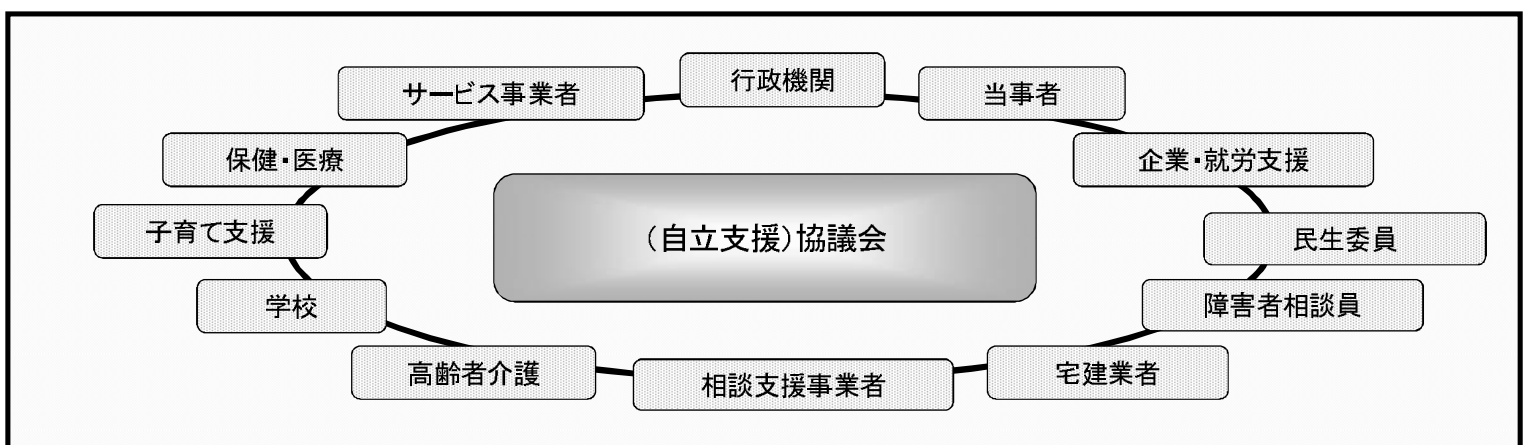 行政機関
サービス事業者
当事者
保健・医療
企業・就労支援
子育て支援
(自立支援)協議会
民生委員
学校
障害者相談員
高齢者介護
相談支援事業者
宅建業者